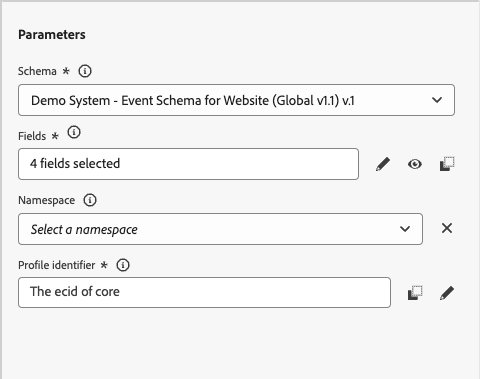 Parameters
Schema *
Demo System - Event Schema for Website (Global v1.1) v.1
Fields *
4 fields selected
Namespace
Select a namespace
Profile identifier *
The ecid of core